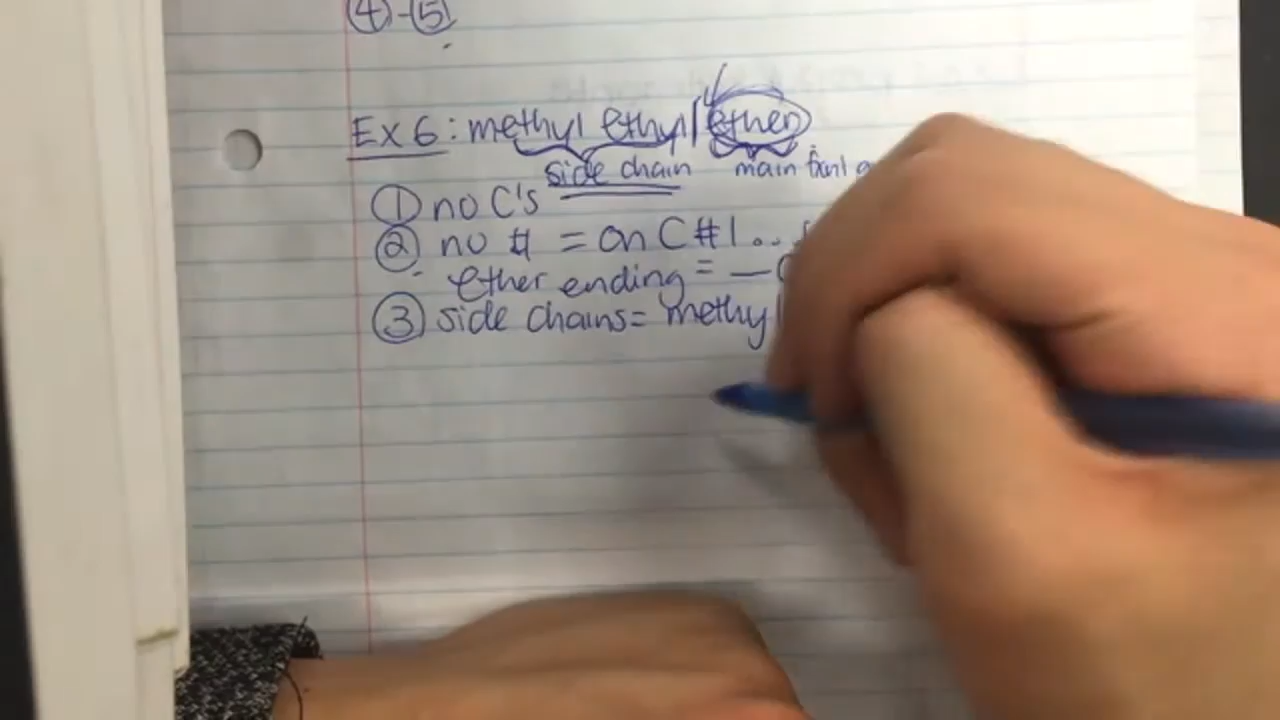 ④-⑤
Ex 6: methyl ethyl ether
side chain main
① no C's
② no # = on C#1..
ether ending = —
③ side chains= methyl